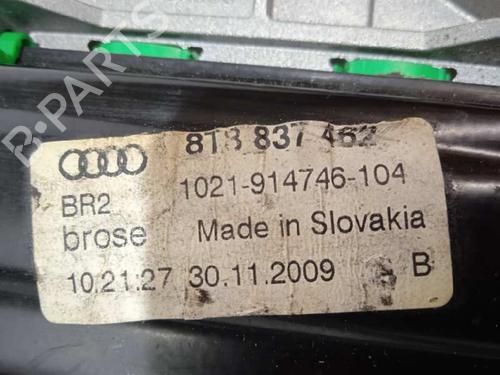 B-PARTS
8T8 837 462
1021-914746-104
BR2
brose Made in Slovakia
10.21.27 30.11.2009 B